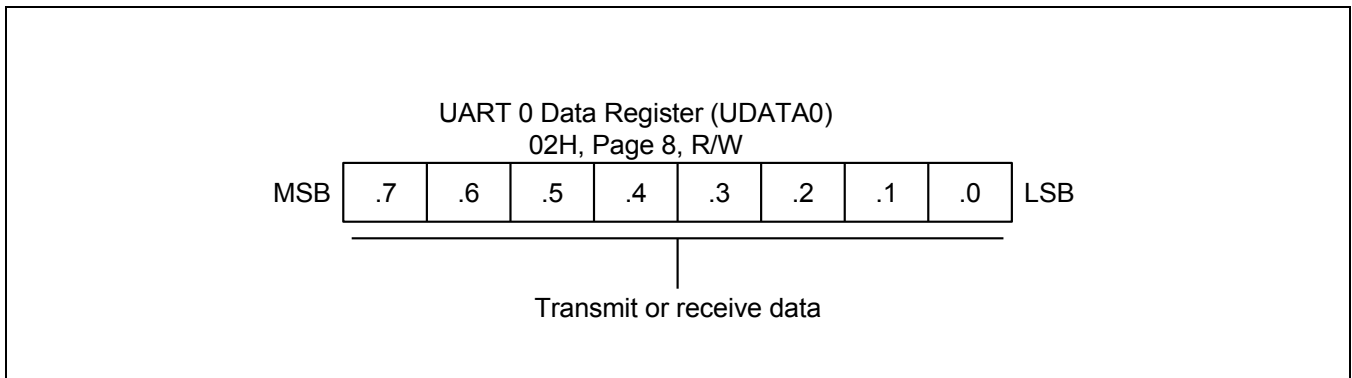 UART 0 Data Register (UDATA0)
02H, Page 8, R/W
MSB .7 .6 .5 .4 .3 .2 .1 .0 LSB
Transmit or receive data